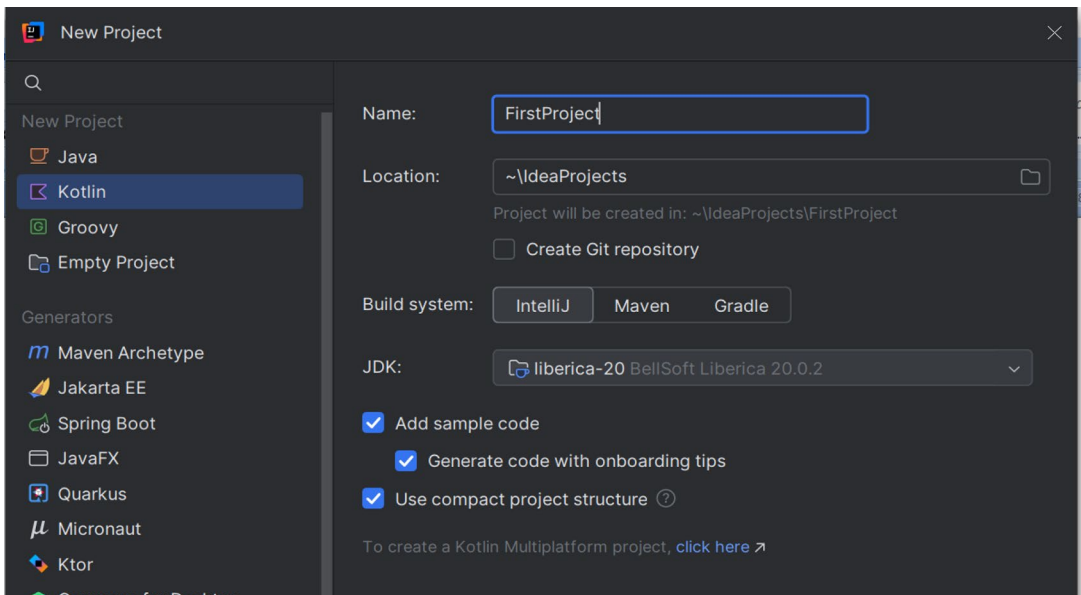 New Project
New Project
Java
Kotlin
Groovy
Empty Project
Generators
Maven Archetype
Jakarta EE
Spring Boot
JavaFX
Quarkus
Micronaut
Ktor
Name: FirstProject
Location: ~\IdeaProjects
Project will be created in: ~\IdeaProjects\FirstProject
Create Git repository
Build system: IntelliJ Maven Gradle
JDK: liberica-20 BellSoft Liberica 20.0.2
Add sample code
Generate code with onboarding tips
Use compact project structure
To create a Kotlin Multiplatform project, click here ↗